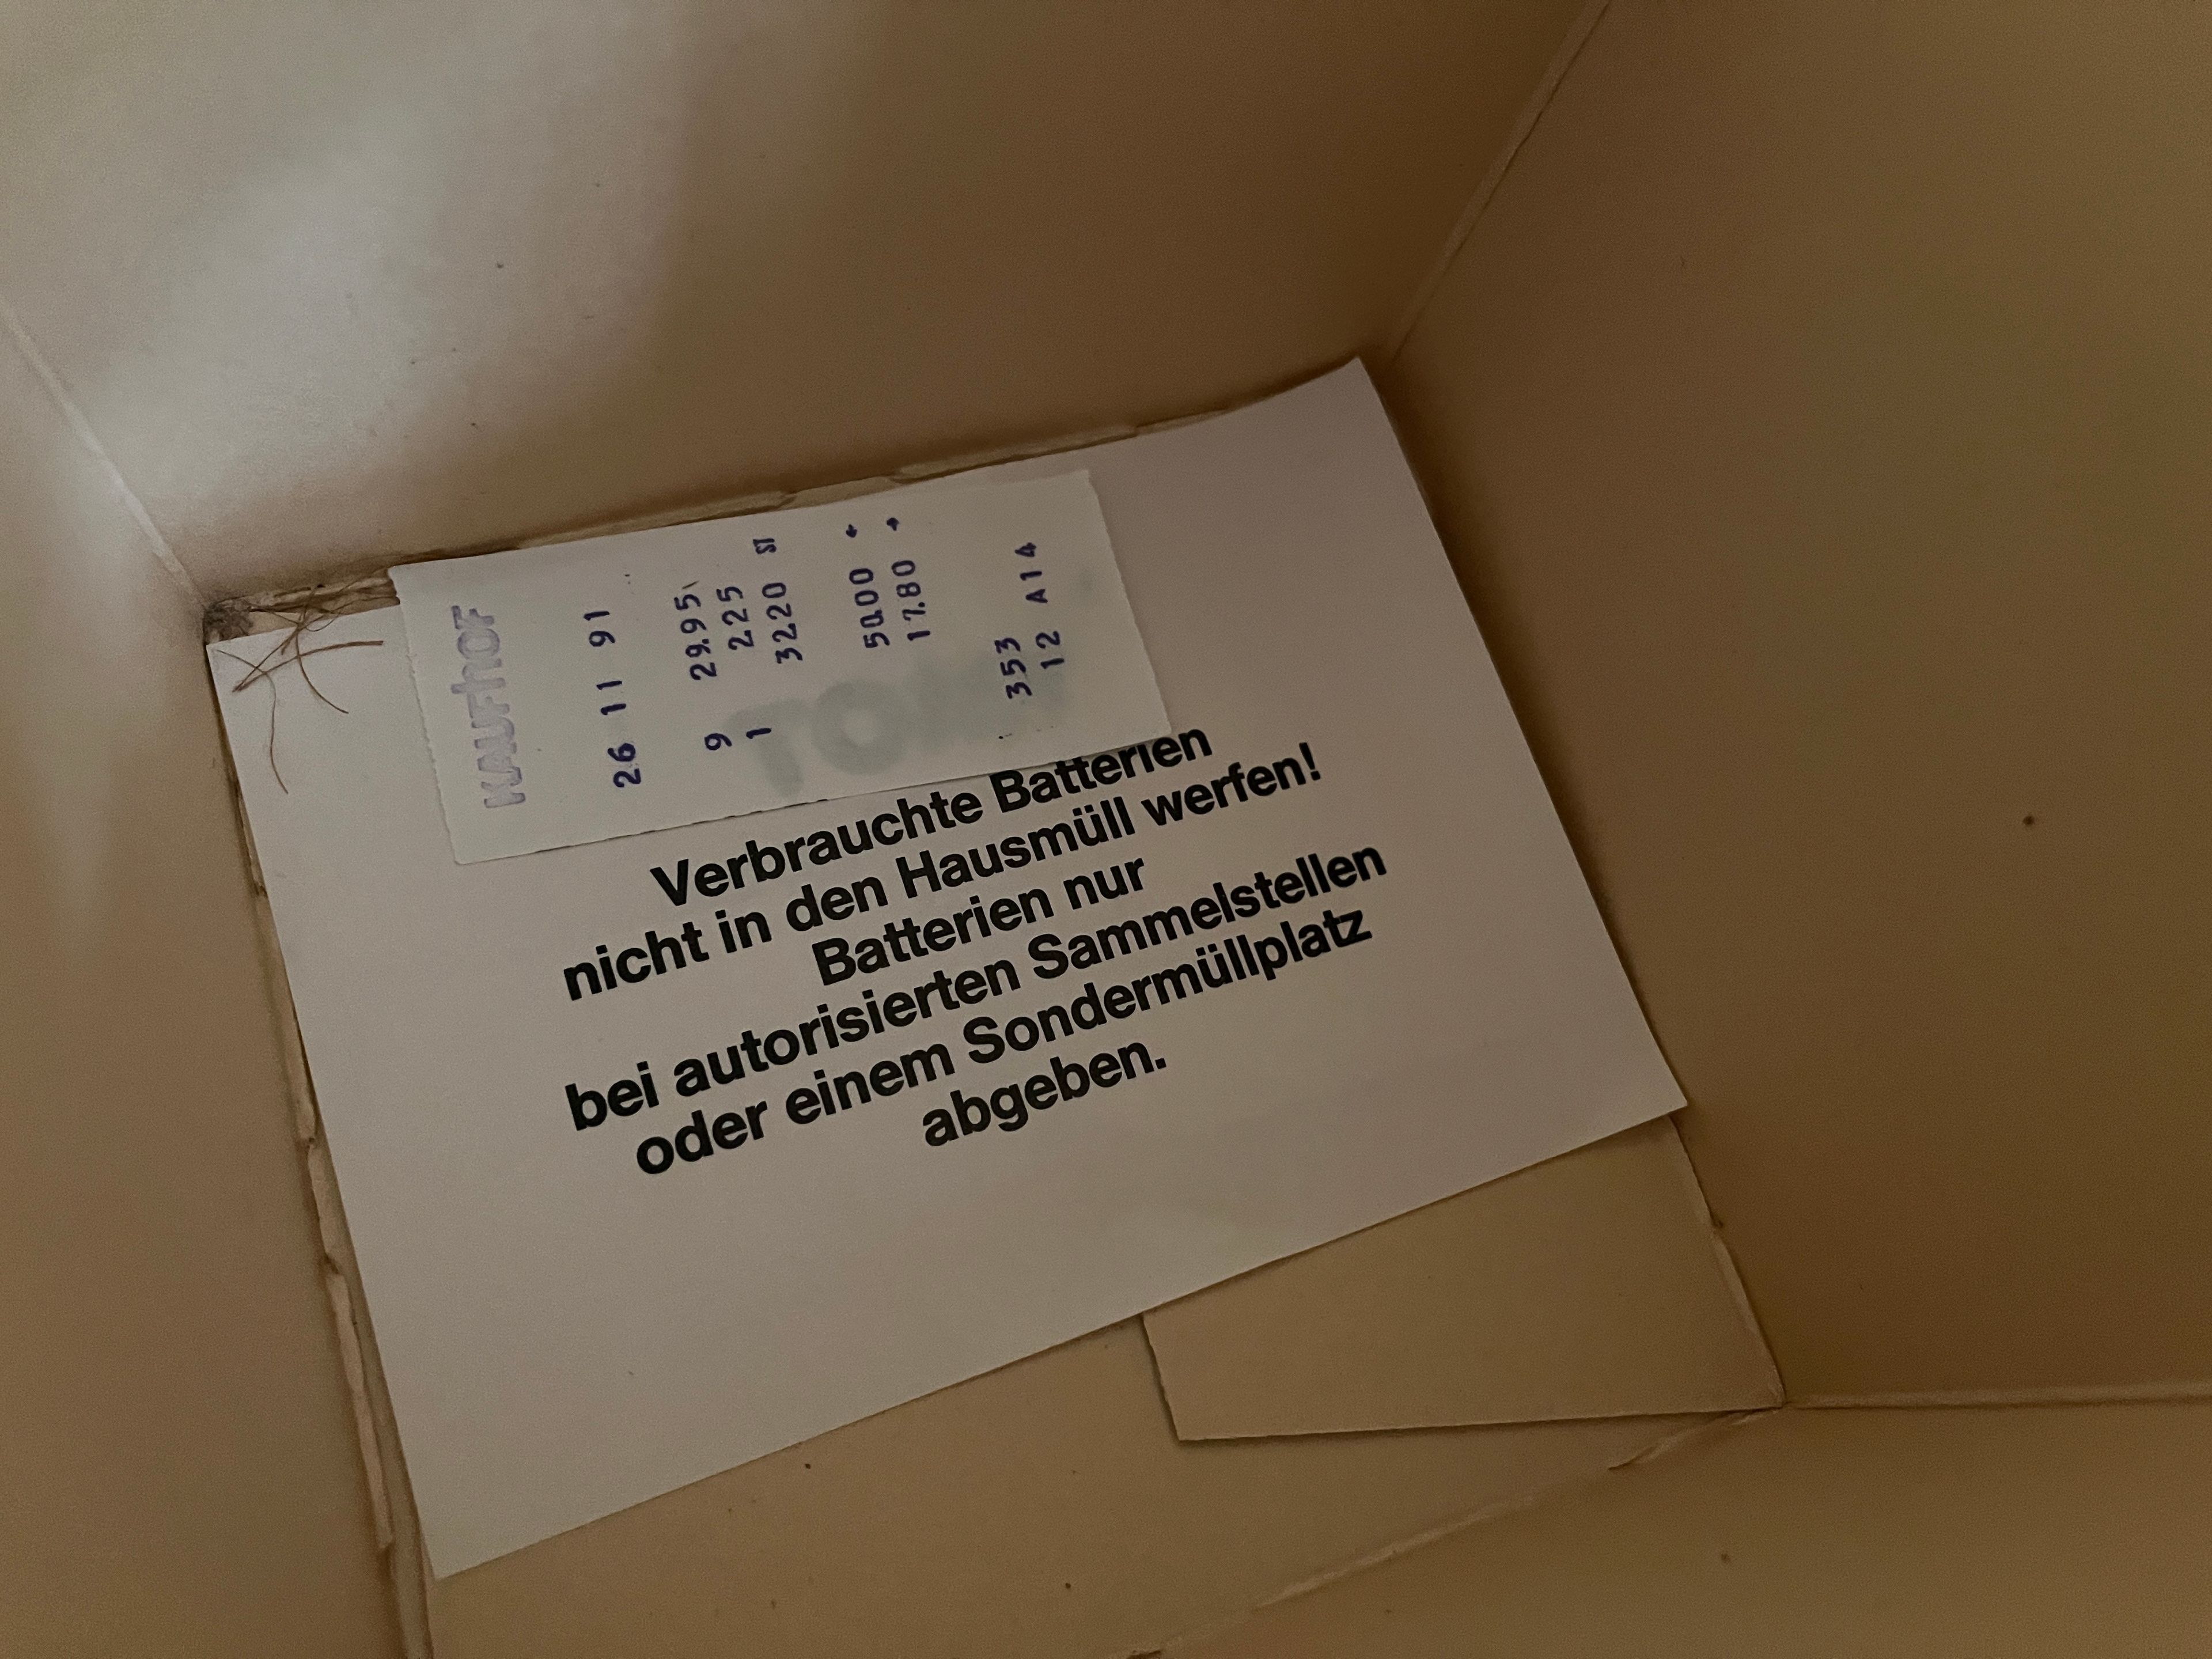 KAUFhOF
26 11 91
9 29.95\
1 2.25
32.20 ST
50.00
17.80
353
12 A14
Verbrauchte Batterien
nicht in den Hausmüll werfen!
Batterien nur
bei autorisierten Sammelstellen
oder einem Sondermüllplatz
abgeben.